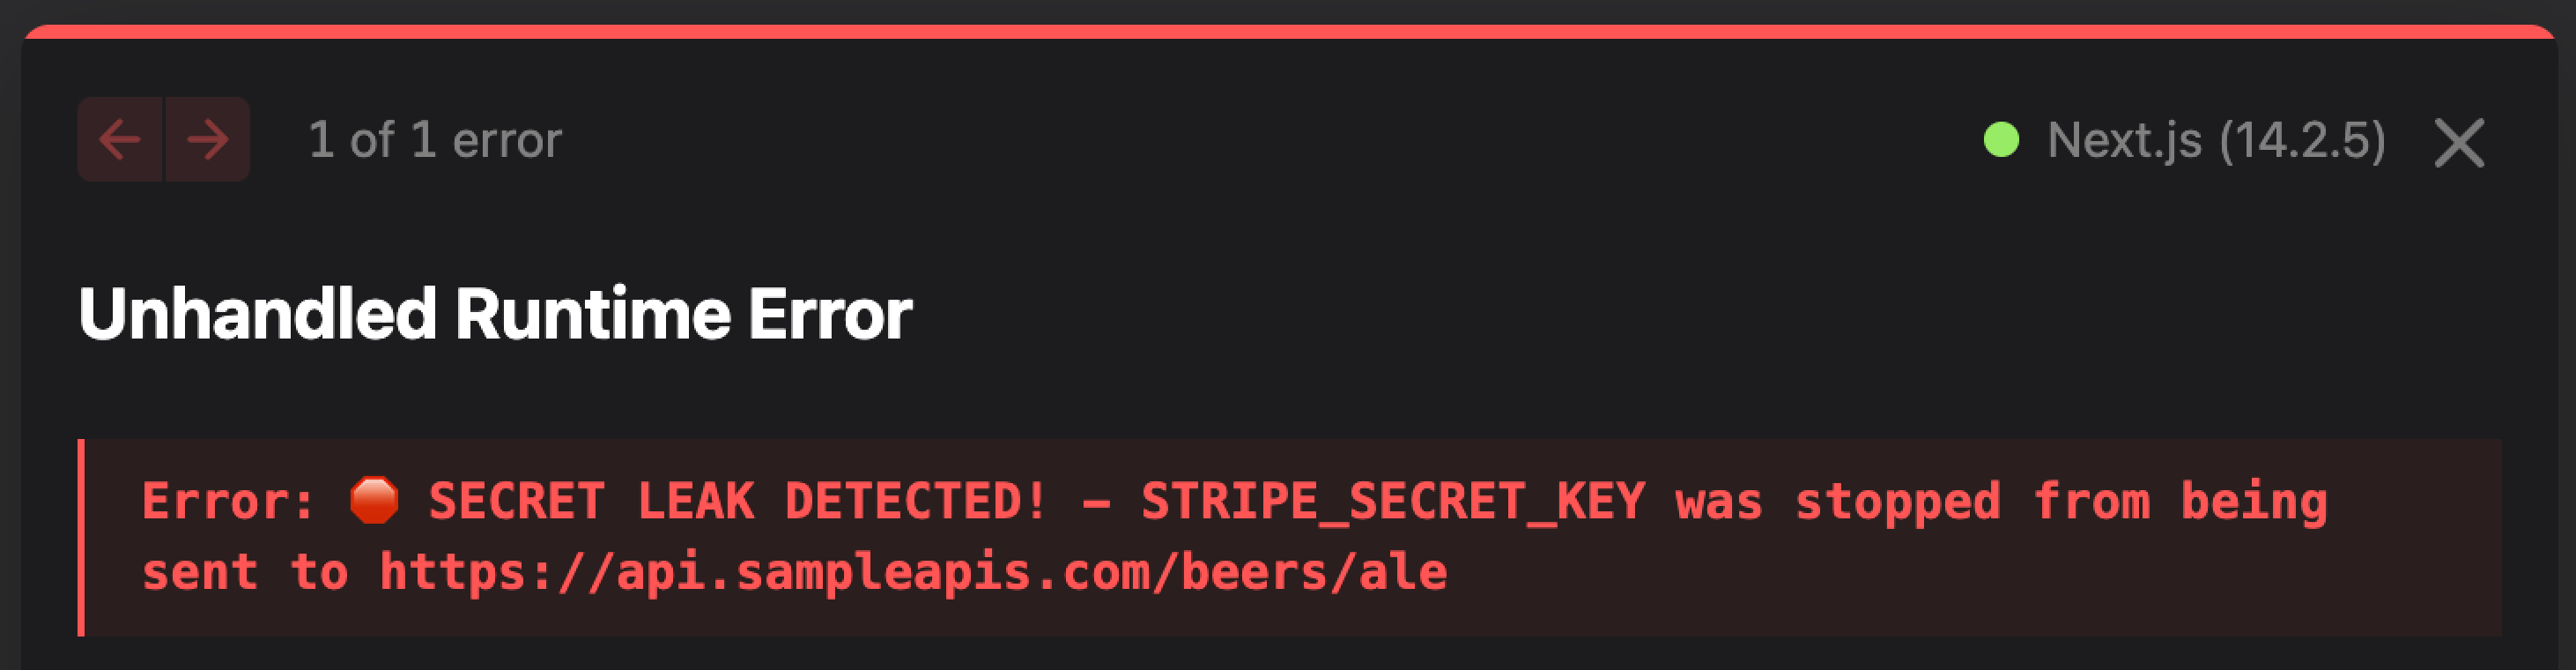 1 of 1 error
Next.js (14.2.5)
Unhandled Runtime Error
Error: 🛑 SECRET LEAK DETECTED! – STRIPE_SECRET_KEY was stopped from being
sent to https://api.sampleapis.com/beers/ale